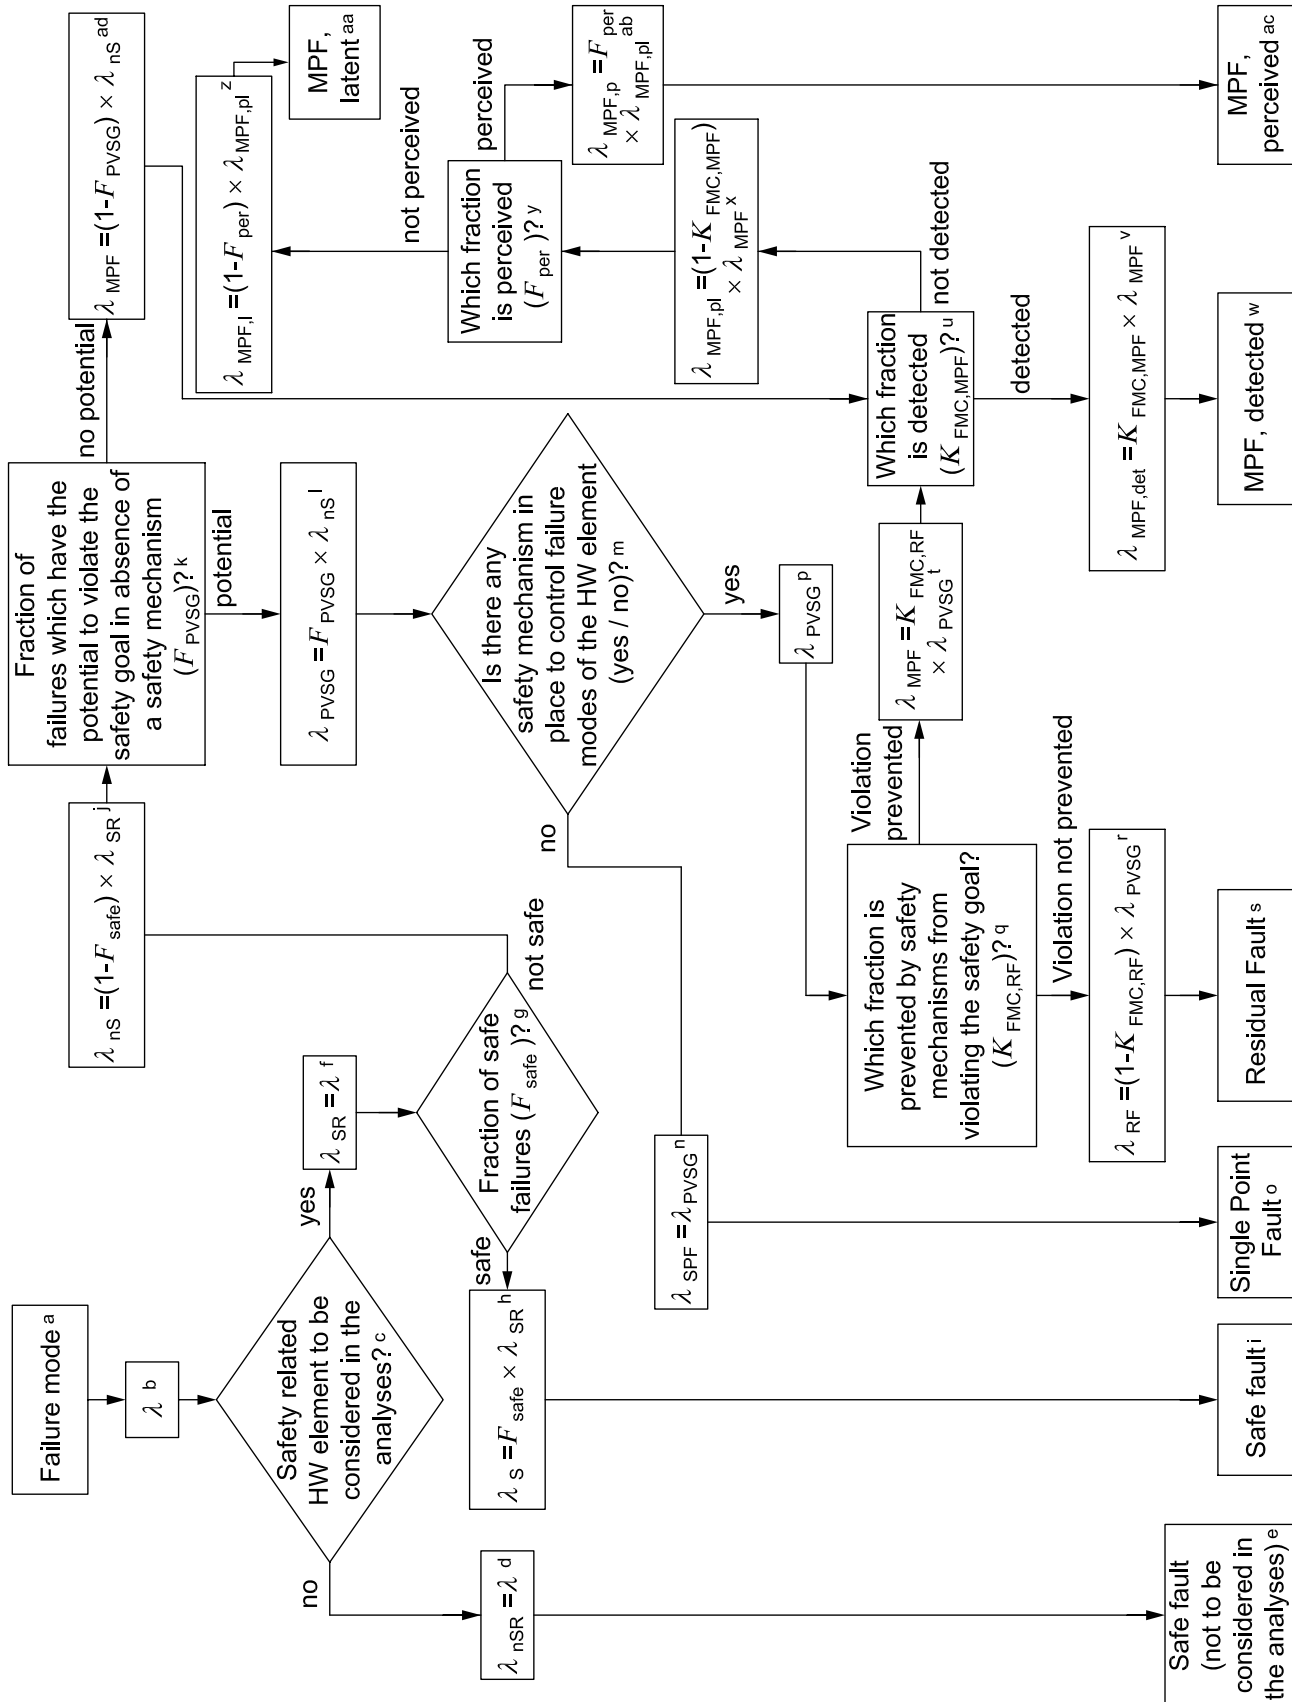 Failure mode a
λ b
Safety related
HW element to be
considered in the
analyses? c
no
yes
λ nSR =λ d
Safe fault
(not to be
considered in
the analyses) e
λ SR =λ f
Fraction of safe
failures (F safe )? g
safe
not safe
λ S =F safe × λ SR h
Safe fault i
λ nS =(1-F safe) × λ SR j
Fraction of
failures which have the
potential to violate the
safety goal in absence of
a safety mechanism
(F PVSG)? k
potential
no potential
λ PVSG =F PVSG × λ nS l
Is there any
safety mechanism in
place to control failure
modes of the HW element
(yes / no)? m
no
yes
λ SPF =λ PVSG n
Single Point
Fault o
λ PVSG p
Which fraction is
prevented by safety
mechanisms from
violating the safety goal?
(K FMC,RF)? q
Violation not prevented
Violation
prevented
λ RF =(1-K FMC,RF) × λ PVSG r
Residual Fault s
λ MPF =K FMC,RF
× λ PVSG t
Which fraction
is detected
(K FMC,MPF)? u
detected
not detected
λ MPF,det =K FMC,MPF × λ MPF v
MPF, detected w
λ MPF,pl =(1-K FMC,MPF)
× λ MPF x
Which fraction
is perceived
(F per )? y
not perceived
perceived
λ MPF,l =(1-F per) × λ MPF,pl z
MPF,
latent aa
λ MPF,p =F per
× λ MPF,pl ab
MPF,
perceived ac
λ MPF =(1-F PVSG) × λ nS ad